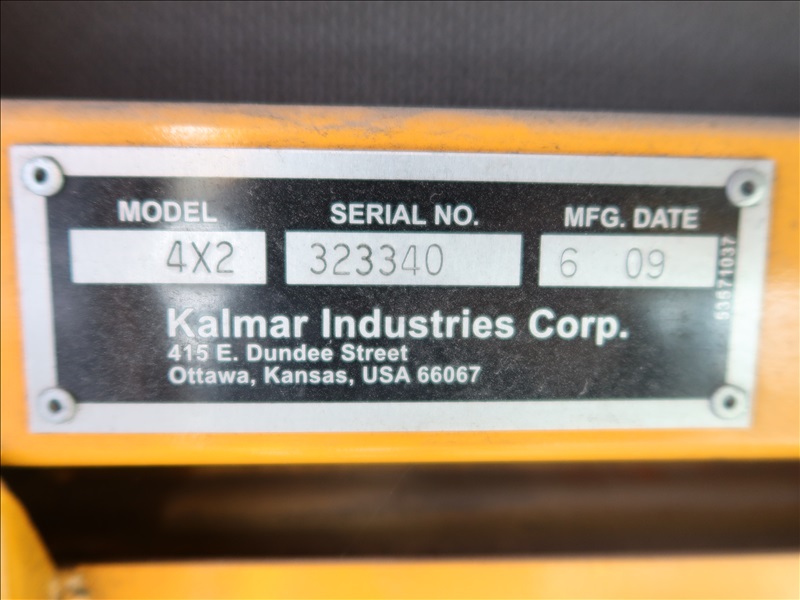 MODEL SERIAL NO. MFG. DATE
4X2 323340 6 09
Kalmar Industries Corp.
415 E. Dundee Street
Ottawa, Kansas, USA 66067